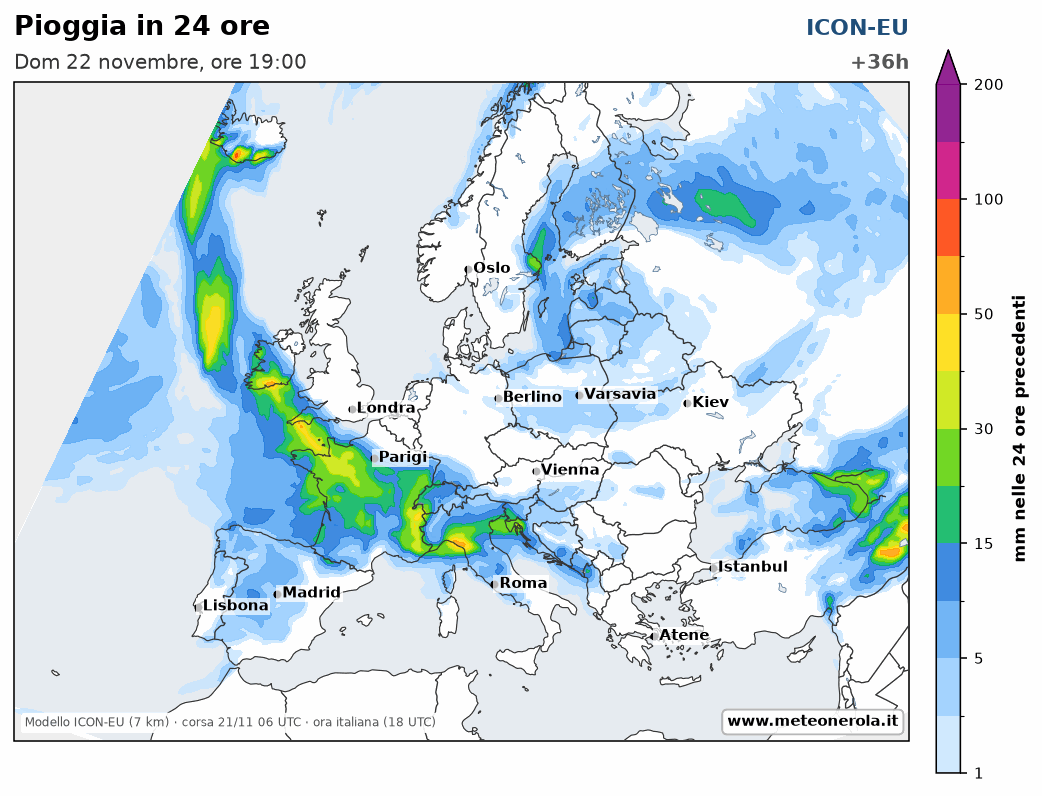 Pioggia in 24 ore
ICON-EU
Dom 22 novembre, ore 19:00
+36h
200
100
50
30
15
5
1
mm nelle 24 ore precedenti
Oslo
Londra
Berlino
Varsavia
Kiev
Parigi
Vienna
Istanbul
Roma
Madrid
Lisbona
Atene
Modello ICON-EU (7 km) · corsa 21/11 06 UTC · ora italiana (18 UTC)
www.meteonerola.it